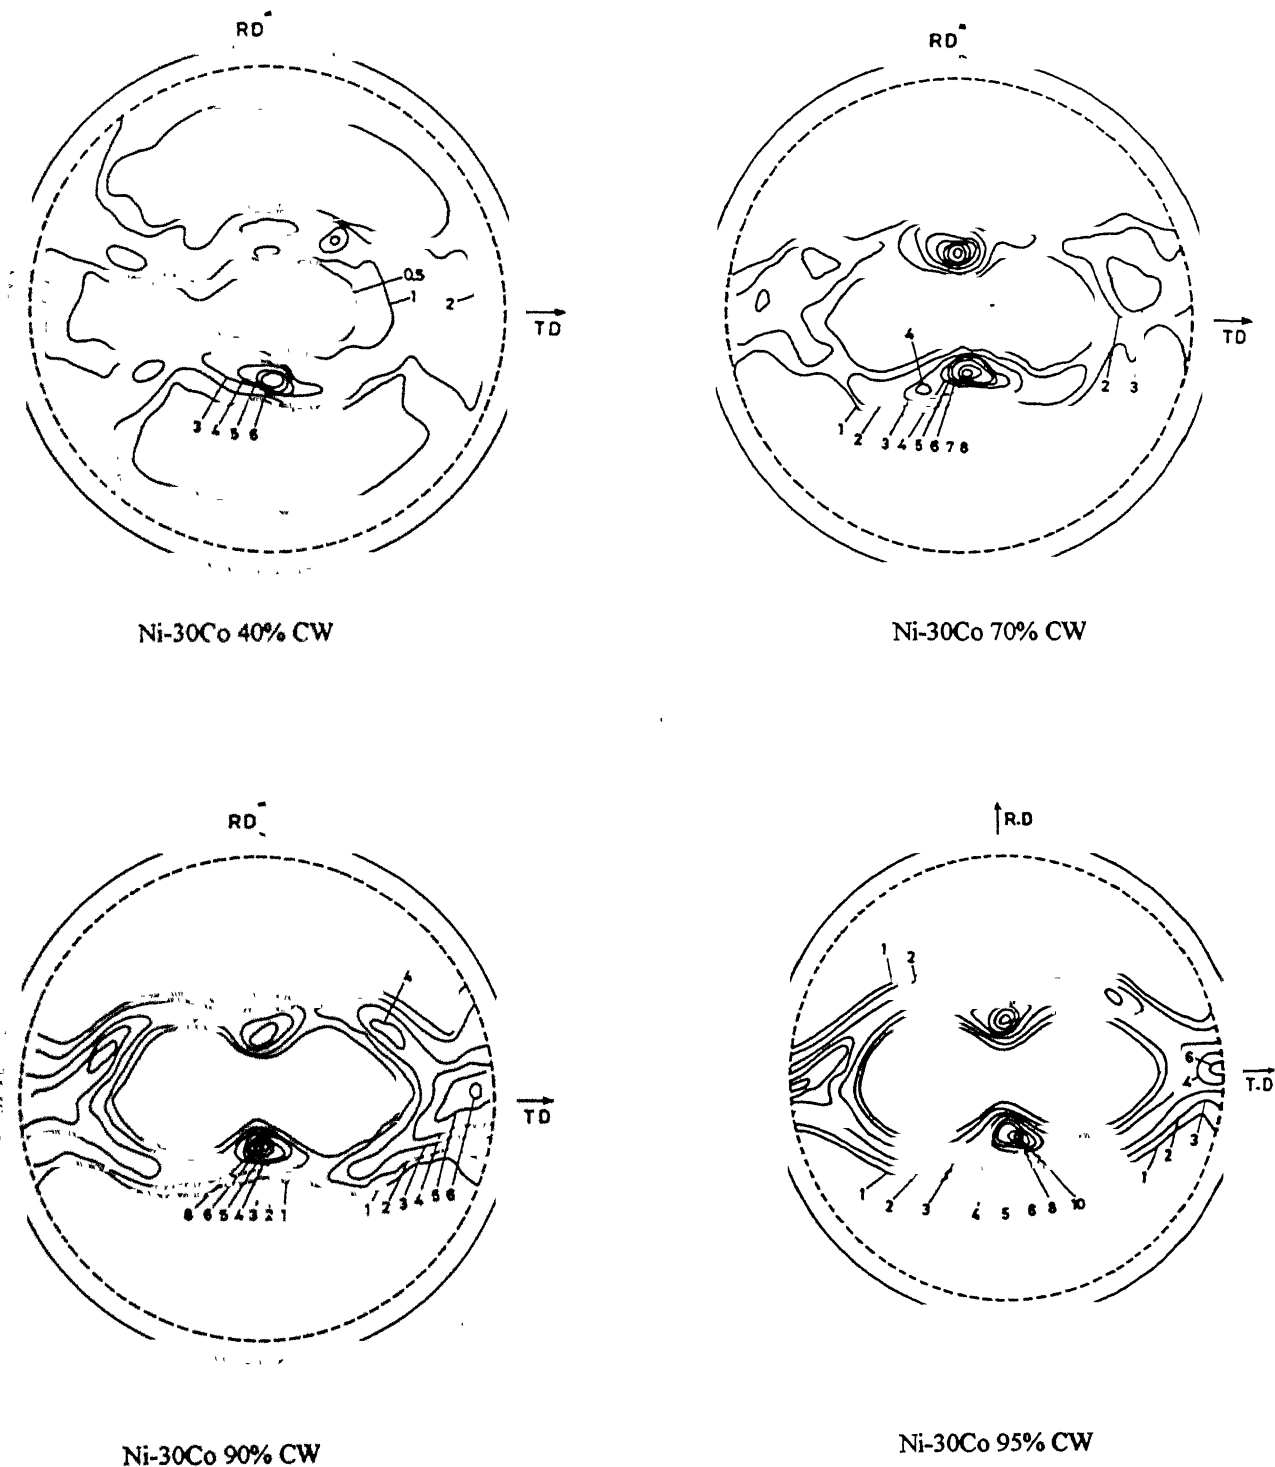 RD
RD
0.5
1
2
TD
3 4 5 6
TD
4
2 3
1 2 3 4 5 6 7 8
Ni-30Co 40% CW
Ni-30Co 70% CW
RD
R.D
4
1 2
6
4
TD
T.D
3
2
1
8 6 5 4 3 2 1
1 2 3 4 5 6
1 2 3 4 5 6 8 10
Ni-30Co 90% CW
Ni-30Co 95% CW